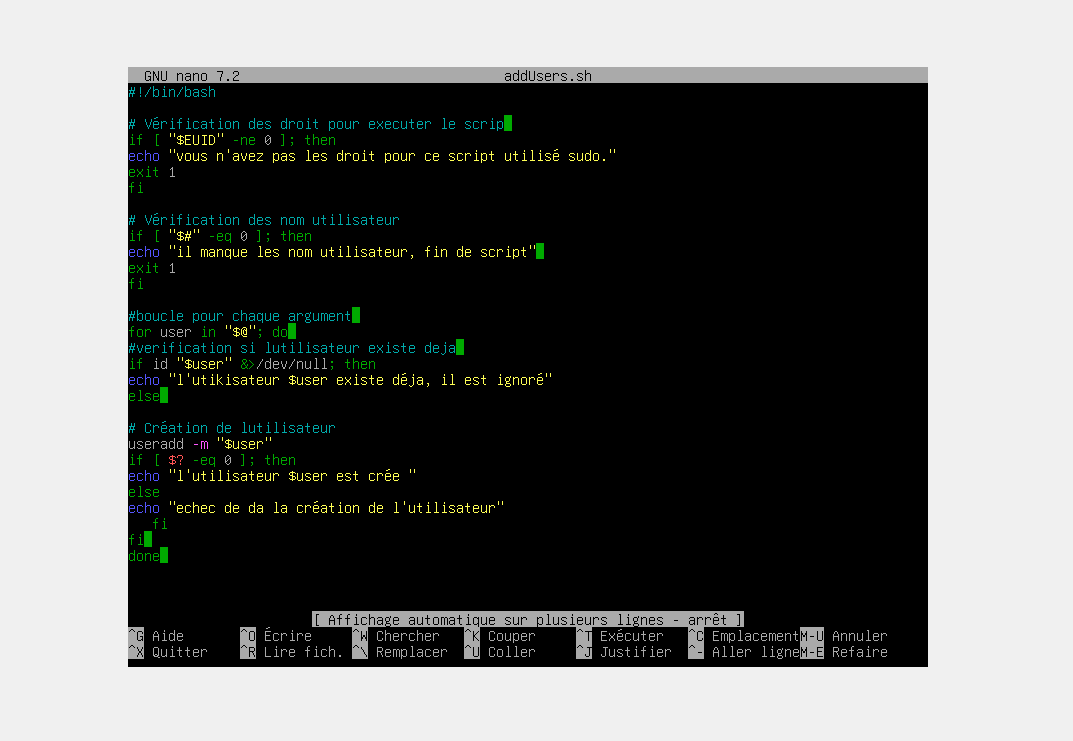 GNU nano 7.2 addUsers.sh
#!/bin/bash
# Vérification des droit pour executer le scrip
if [ "$EUID" -ne 0 ]; then
echo "vous n'avez pas les droit pour ce script utilisé sudo."
exit 1
fi
# Vérification des nom utilisateur
if [ "$#" -eq 0 ]; then
echo "il manque les nom utilisateur, fin de script"
exit 1
fi
#boucle pour chaque argument
for user in "$@"; do
#verification si lutilisateur existe deja
if id "$user" &>/dev/null; then
echo "l'utikisateur $user existe déja, il est ignoré"
else
# Création de lutilisateur
useradd -m "$user"
if [ $? -eq 0 ]; then
echo "l'utilisateur $user est crée "
else
echo "echec de da la création de l'utilisateur"
fi
fi
done
[ Affichage automatique sur plusieurs lignes - arrêt ]
^G Aide ^O Écrire ^W Chercher ^K Couper ^T Exécuter ^C Emplacement M-U Annuler
^X Quitter ^R Lire fich. ^\ Remplacer ^U Coller ^J Justifier ^- Aller ligne M-E Refaire